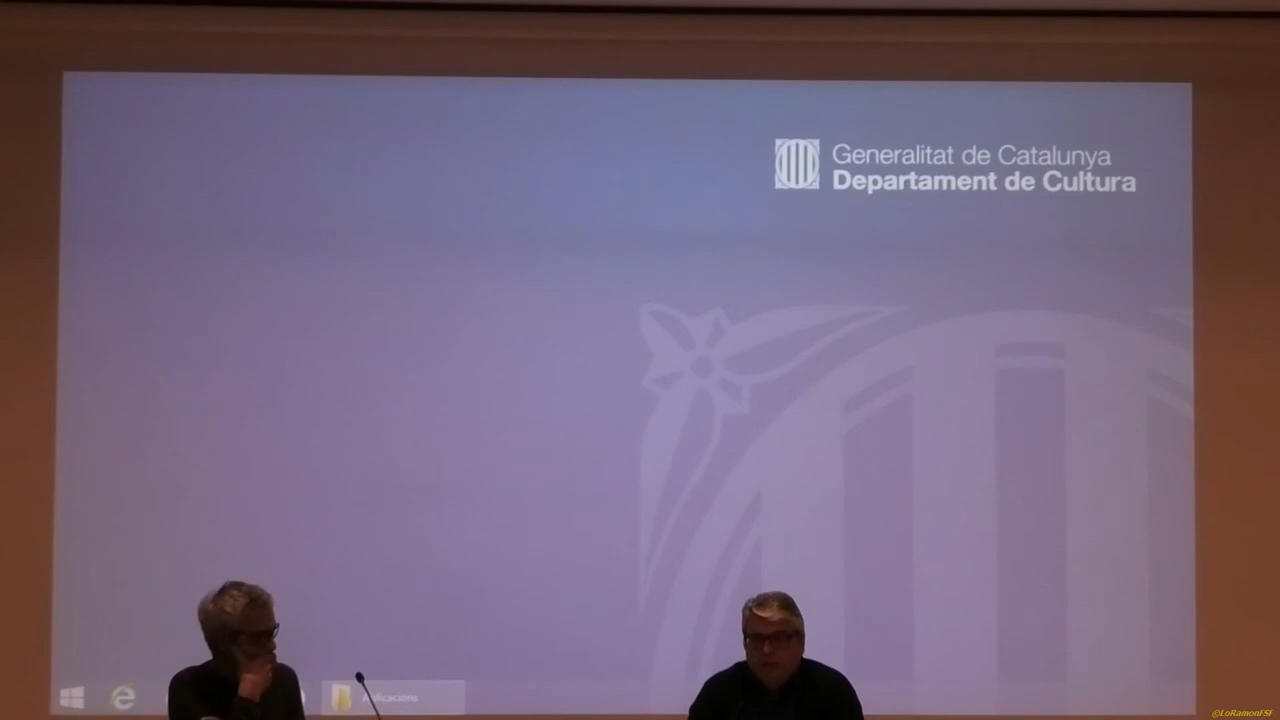 Generalitat de Catalunya
Departament de Cultura
Aplicacions
@LoRamonFSF